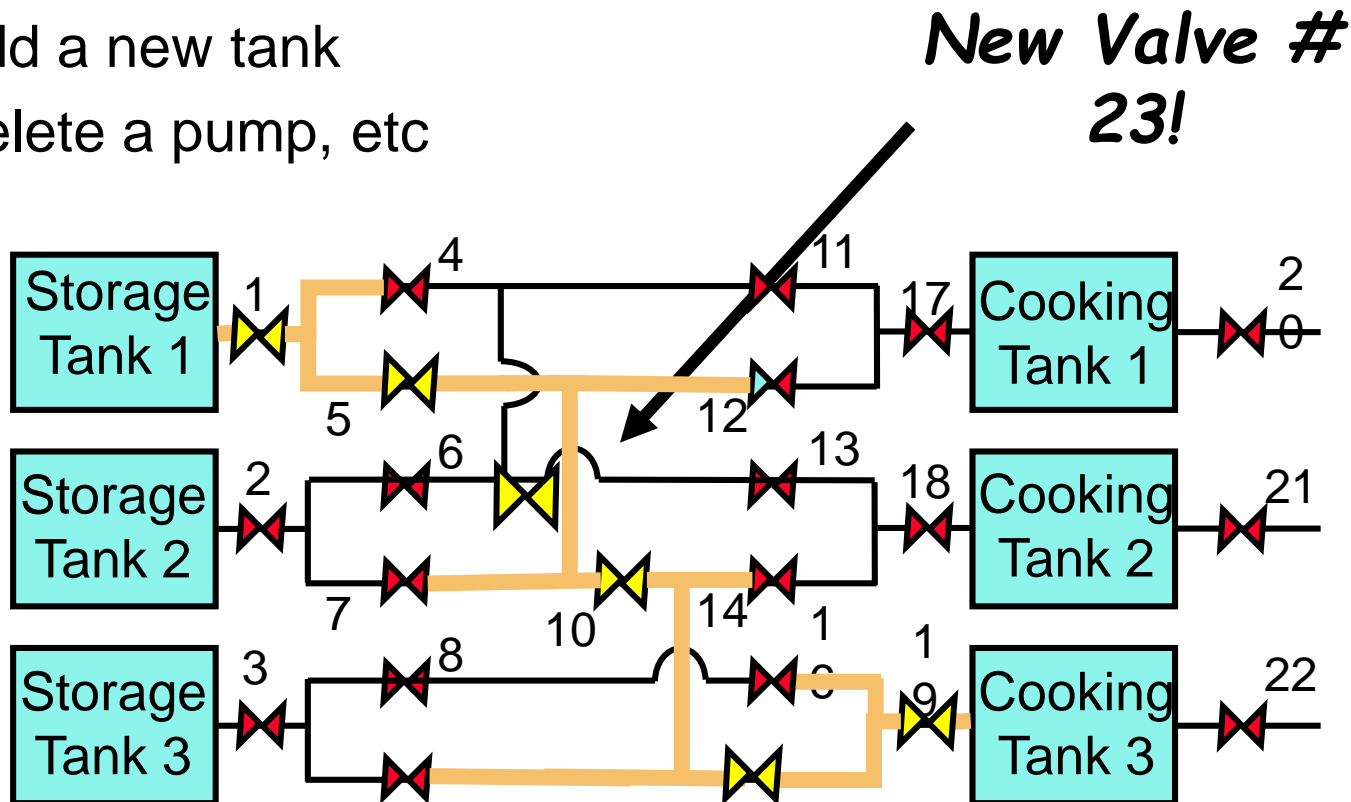 ld a new tank
elete a pump, etc
New Valve #
23!
Storage
Tank 1
1
4
5
11
12
17
Cooking
Tank 1
2
0
Storage
Tank 2
2
6
7
10
13
14
18
Cooking
Tank 2
21
Storage
Tank 3
3
8
1
6
1
9
Cooking
Tank 3
22